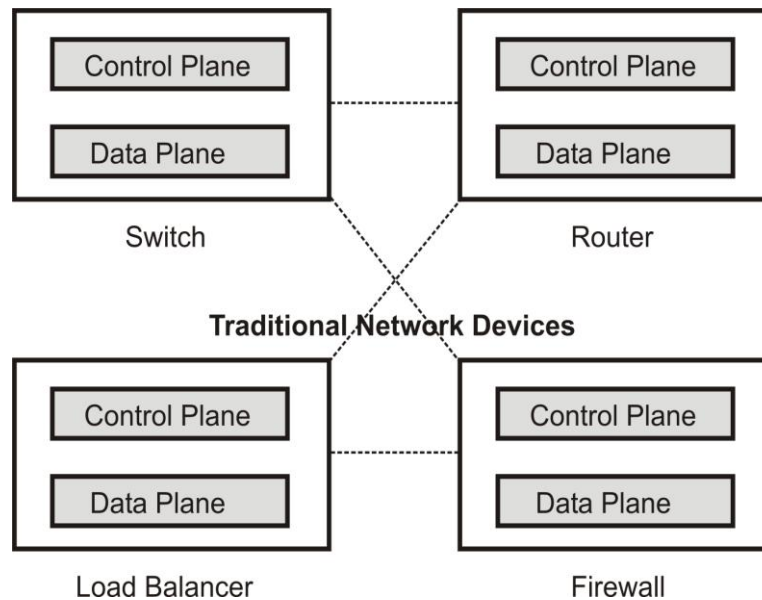 Control Plane
Control Plane
Data Plane
Data Plane
Switch
Router
Traditional Network Devices
Control Plane
Control Plane
Data Plane
Data Plane
Load Balancer
Firewall